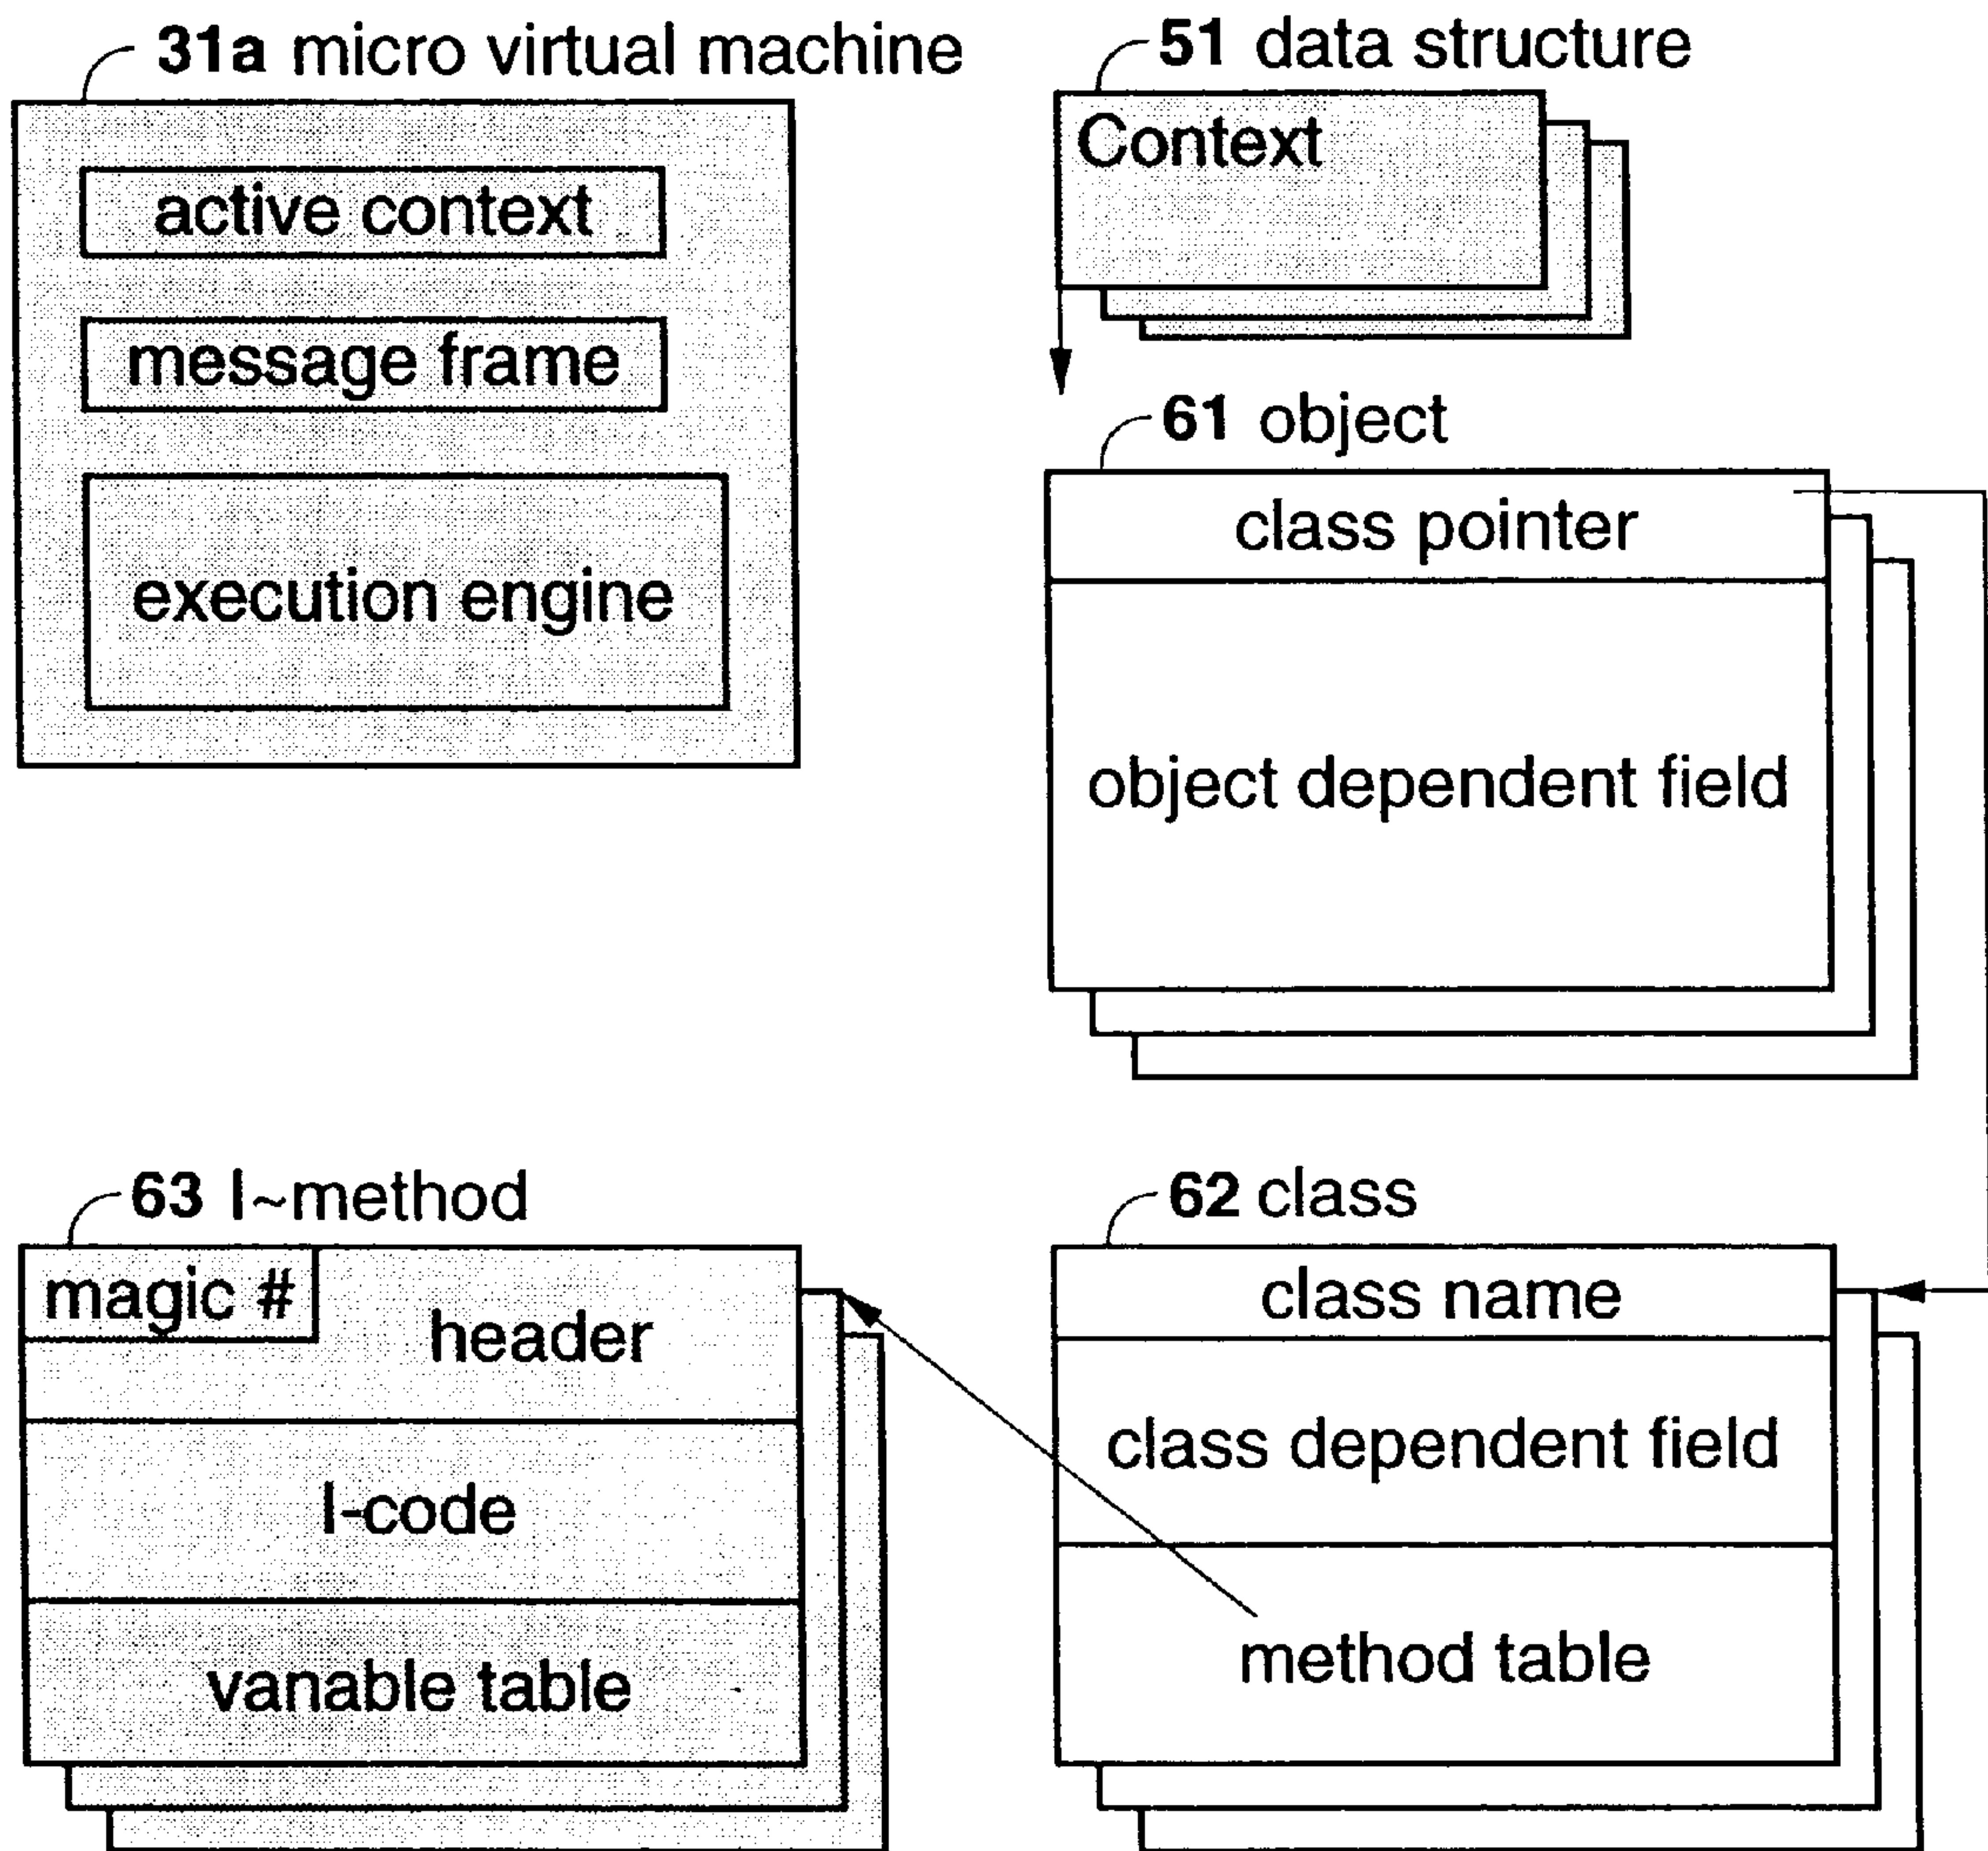 31a micro virtual machine
active context
message frame
execution engine
51 data structure
Context
61 object
class pointer
object dependent field
63 I~method
magic #
header
I-code
vanable table
62 class
class name
class dependent field
method table